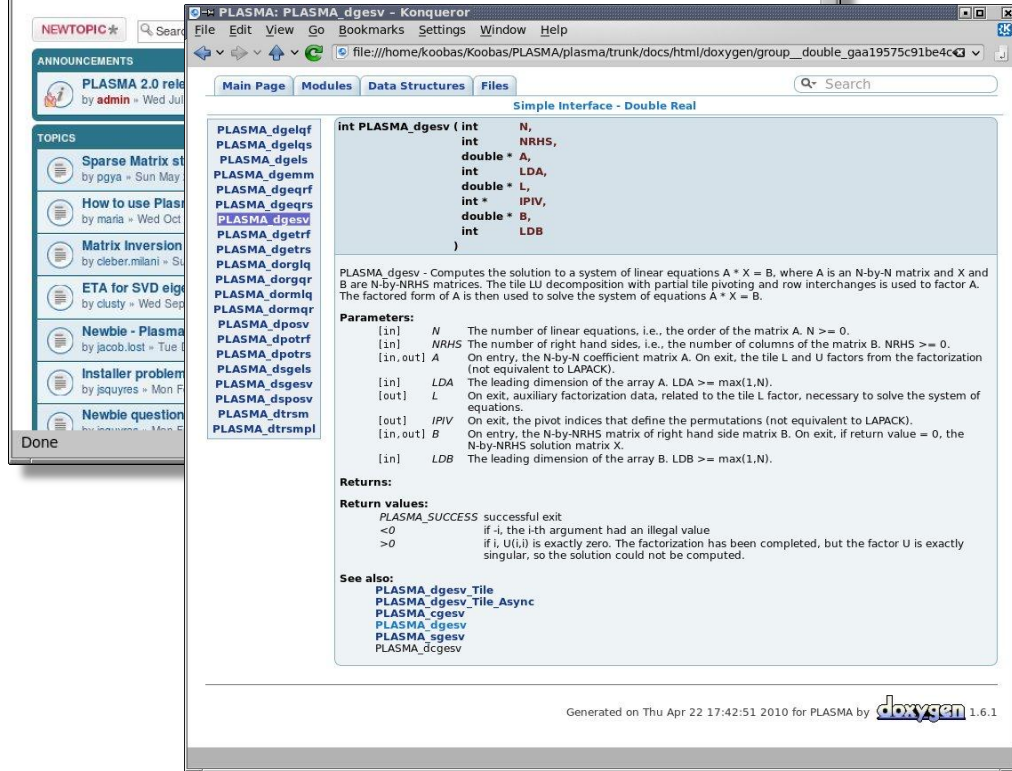 NEWTOPIC*
Sear
ANNOUNCEMENTS
PLASMA 2.0 rele
by admin » Wed Jul
TOPICS
Sparse Matrix st
by pgya » Sun May
How to use Plas
by maria » Wed Oct
Matrix Inversion
by cleber.milani » Su
ETA for SVD eige
by clusty » Wed Sep
Newbie - Plasma
by jacob.lost » Tue
Installer problem
by jsquyres » Mon F
Newbie question
Done
PLASMA: PLASMA_dgesv – Konqueror
File Edit View Go Bookmarks Settings Window Help
file:///home/koobas/Koobas/PLASMA/plasma/trunk/docs/html/doxygen/group__double_gaa19575c91be4c
Main Page Modules Data Structures Files Search
Simple Interface - Double Real
PLASMA_dgelqf
PLASMA_dgelqs
PLASMA_dgels
PLASMA_dgemm
PLASMA_dgeqrf
PLASMA_dgeqrs
PLASMA_dgesv
PLASMA_dgetrf
PLASMA_dgetrs
PLASMA_dorglq
PLASMA_dorgqr
PLASMA_dormlq
PLASMA_dormqr
PLASMA_dposv
PLASMA_dpotrf
PLASMA_dpotrs
PLASMA_dsgels
PLASMA_dsgesv
PLASMA_dsposv
PLASMA_dtrsm
PLASMA_dtrsmpl
int PLASMA_dgesv ( int N,
int NRHS,
double * A,
int LDA,
double * L,
int * IPIV,
double * B,
int LDB
)
PLASMA_dgesv - Computes the solution to a system of linear equations A * X = B, where A is an N-by-N matrix and X and
B are N-by-NRHS matrices. The tile LU decomposition with partial tile pivoting and row interchanges is used to factor A.
The factored form of A is then used to solve the system of equations A * X = B.
Parameters:
[in] N The number of linear equations, i.e., the order of the matrix A. N >= 0.
[in] NRHS The number of right hand sides, i.e., the number of columns of the matrix B. NRHS >= 0.
[in,out] A On entry, the N-by-N coefficient matrix A. On exit, the tile L and U factors from the factorization
(not equivalent to LAPACK).
[in] LDA The leading dimension of the array A. LDA >= max(1,N).
[out] L On exit, auxiliary factorization data, related to the tile L factor, necessary to solve the system of
equations.
[out] IPIV On exit, the pivot indices that define the permutations (not equivalent to LAPACK).
[in,out] B On entry, the N-by-NRHS matrix of right hand side matrix B. On exit, if return value = 0, the
N-by-NRHS solution matrix X.
[in] LDB The leading dimension of the array B. LDB >= max(1,N).
Returns:
Return values:
PLASMA_SUCCESS successful exit
<0 if -i, the i-th argument had an illegal value
>0 if i, U(i,i) is exactly zero. The factorization has been completed, but the factor U is exactly
singular, so the solution could not be computed.
See also:
PLASMA_dgesv_Tile
PLASMA_dgesv_Tile_Async
PLASMA_cgesv
PLASMA_dgesv
PLASMA_sgesv
PLASMA_dcgesv
Generated on Thu Apr 22 17:42:51 2010 for PLASMA by doxygen 1.6.1